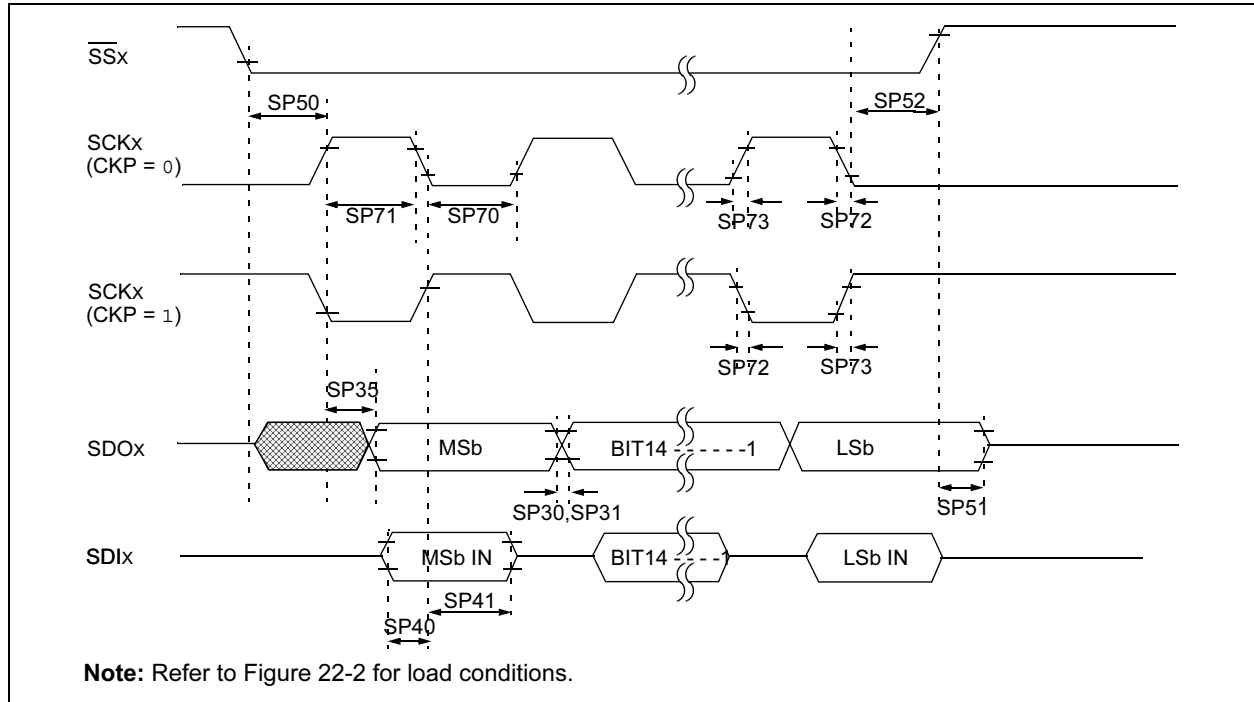 SSx
SP50
SP52
SCKx
(CKP = 0)
SP71
SP70
SP73
SP72
SCKx
(CKP = 1)
SP72
SP73
SP35
SDOx
MSb
BIT14 - - - - - -1
LSb
SP30,SP31
SP51
SDIx
MSb IN
BIT14 - - - - -1
LSb IN
SP41
SP40
Note: Refer to Figure 22-2 for load conditions.